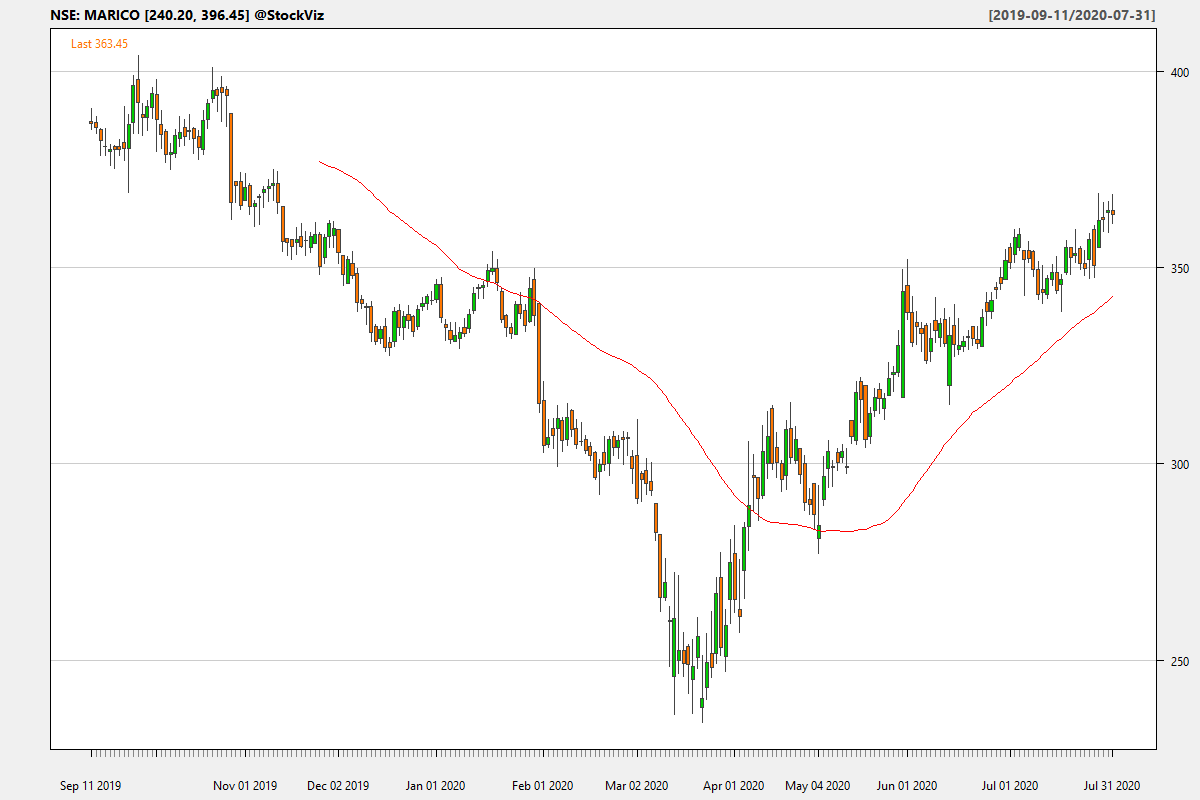 NSE: MARICO [240.20, 396.45] @StockViz [2019-09-11/2020-07-31]
Last 363.45
400
350
300
250
Sep 11 2019 Nov 01 2019 Dec 02 2019 Jan 01 2020 Feb 01 2020 Mar 02 2020 Apr 01 2020 May 04 2020 Jun 01 2020 Jul 01 2020 Jul 31 2020